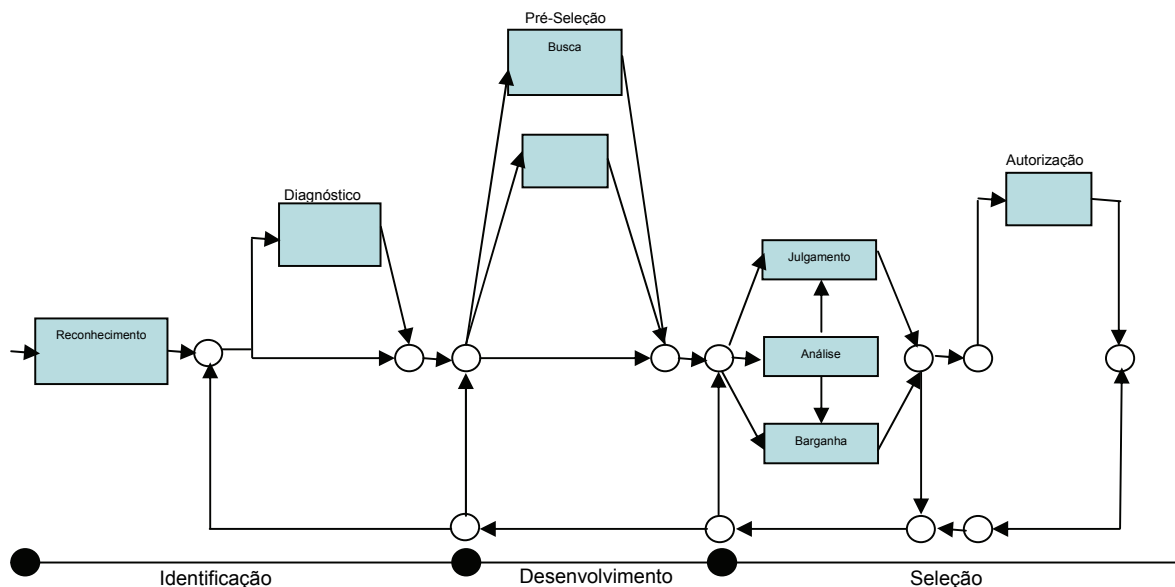 Pré-Seleção
Busca
Autorização
Diagnóstico
Julgamento
Reconhecimento
Análise
Barganha
Identificação
Desenvolvimento
Seleção